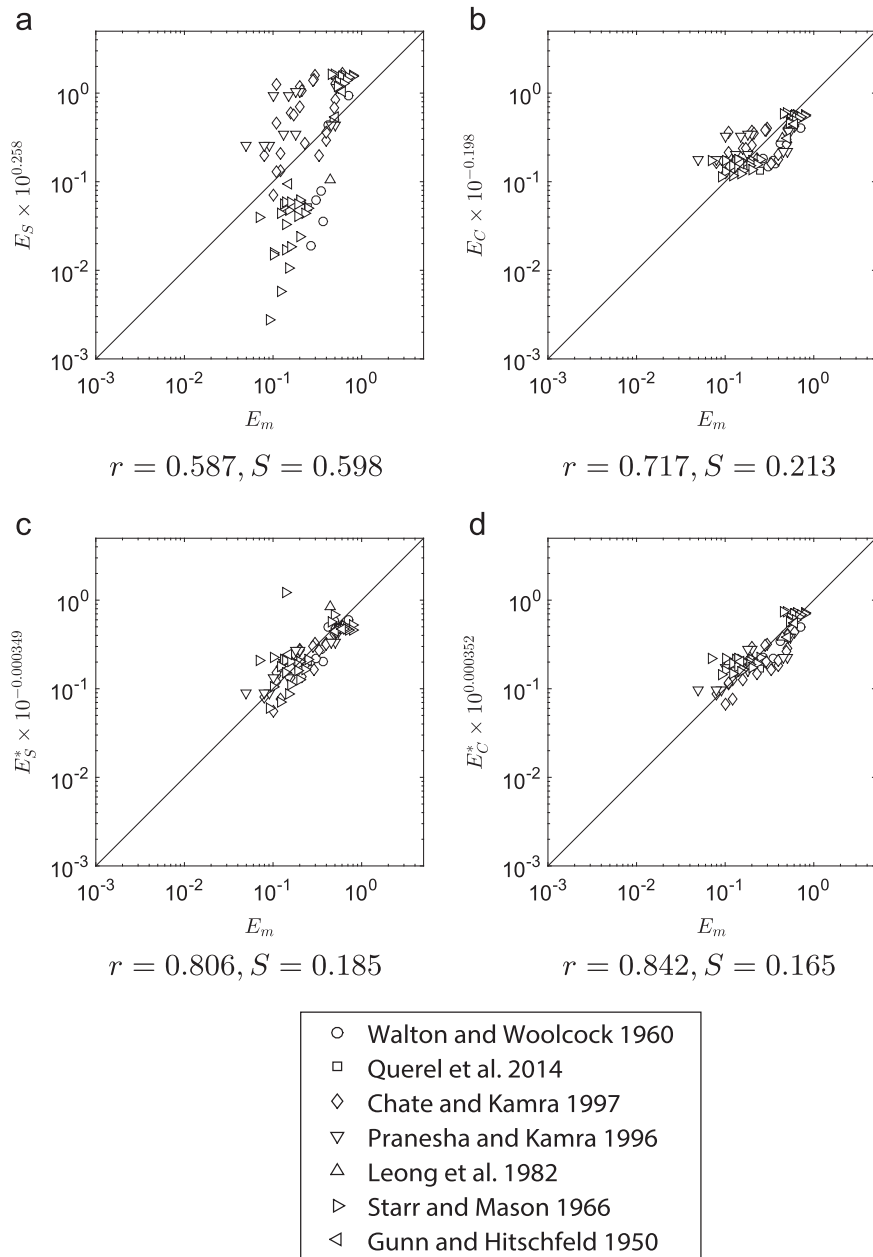 a
10^0
10^-1
10^-2
10^-3
10^-3 10^-2 10^-1 10^0
E_S × 10^0.258
E_m
r = 0.587, S = 0.598
b
10^0
10^-1
10^-2
10^-3
10^-3 10^-2 10^-1 10^0
E_C × 10^-0.198
E_m
r = 0.717, S = 0.213
c
10^0
10^-1
10^-2
10^-3
10^-3 10^-2 10^-1 10^0
E_S^* × 10^-0.000349
E_m
r = 0.806, S = 0.185
d
10^0
10^-1
10^-2
10^-3
10^-3 10^-2 10^-1 10^0
E_C^* × 10^0.000352
E_m
r = 0.842, S = 0.165
Walton and Woolcock 1960
Querel et al. 2014
Chate and Kamra 1997
Pranesha and Kamra 1996
Leong et al. 1982
Starr and Mason 1966
Gunn and Hitschfeld 1950